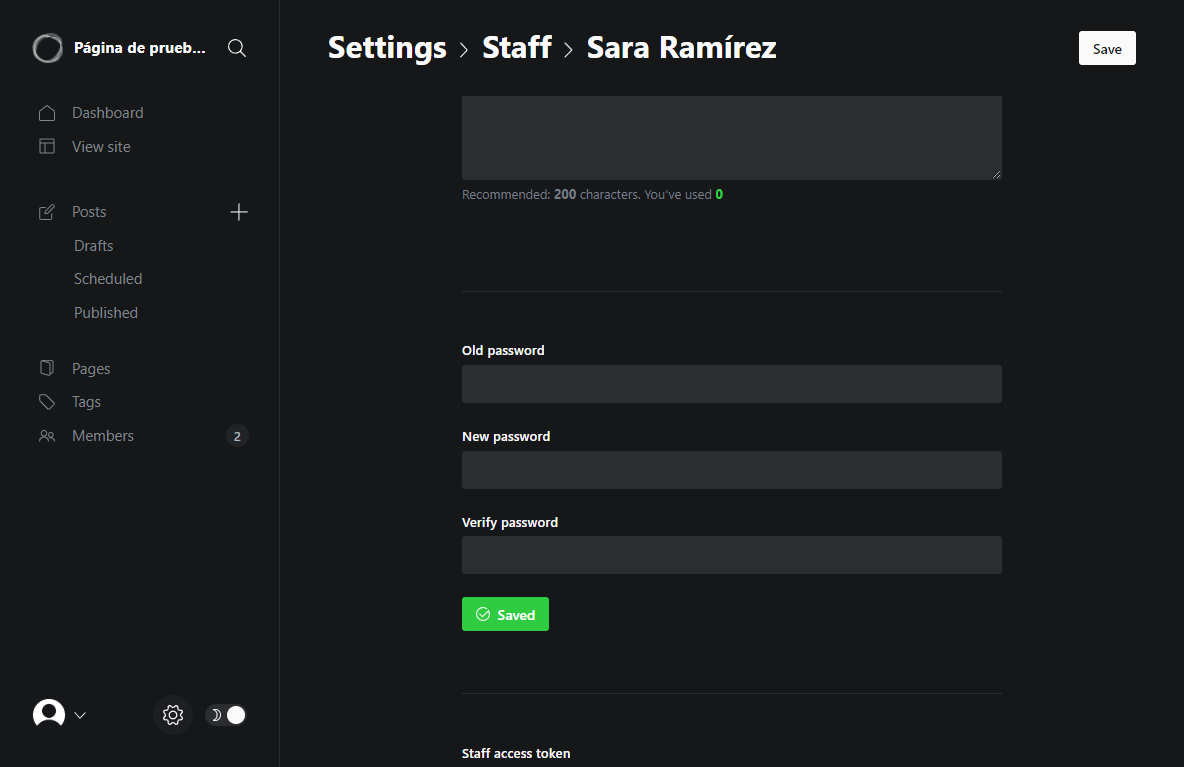 Página de prueb...
Dashboard
View site
Posts
Drafts
Scheduled
Published
Pages
Tags
Members 2
Settings > Staff > Sara Ramírez
Save
Recommended: 200 characters. You've used 0
Old password
New password
Verify password
Saved
Staff access token